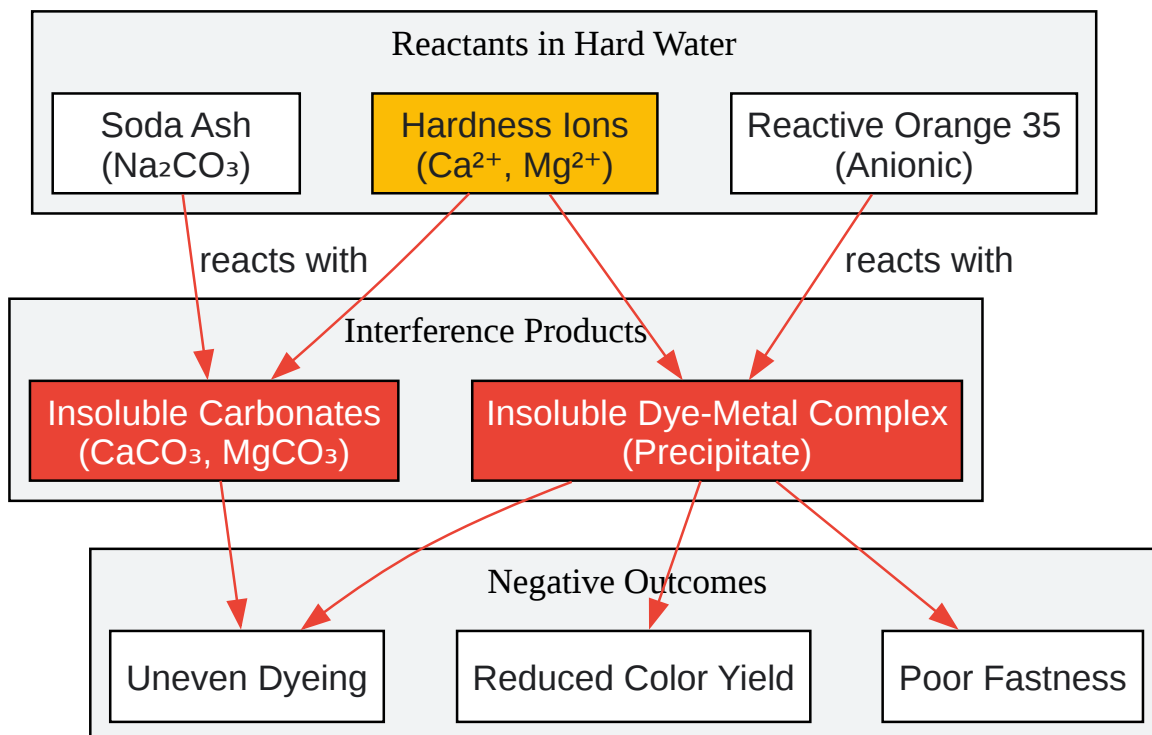 Reactants in Hard Water
Soda Ash
(Na₂CO₃)
Hardness Ions
(Ca²⁺, Mg²⁺)
Reactive Orange 35
(Anionic)
reacts with
reacts with
Interference Products
Insoluble Carbonates
(CaCO₃, MgCO₃)
Insoluble Dye-Metal Complex
(Precipitate)
Negative Outcomes
Uneven Dyeing
Reduced Color Yield
Poor Fastness